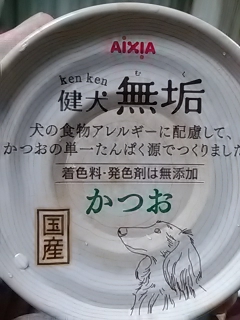 AIXIA
ken ken む く
健犬 無垢
犬の食物アレルギーに配慮して、
かつおの単一たんぱく源でつくりました
着色料・発色剤は無添加
かつお
国産